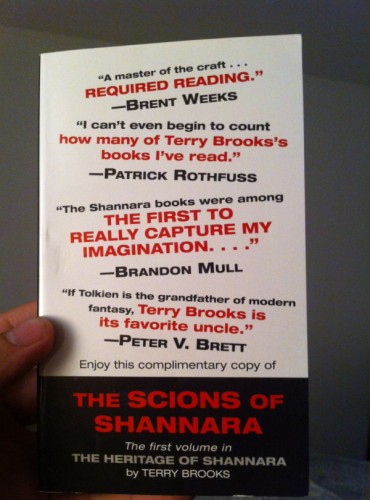 “A master of the craft . . .
REQUIRED READING.”
—BRENT WEEKS
“I can’t even begin to count
how many of Terry Brooks’s
books I’ve read.”
—PATRICK ROTHFUSS
“The Shannara books were among
THE FIRST TO
REALLY CAPTURE MY
IMAGINATION. . . .”
—BRANDON MULL
“If Tolkien is the grandfather of modern
fantasy, Terry Brooks is
its favorite uncle.”
—PETER V. BRETT
Enjoy this complimentary copy of
THE SCIONS OF
SHANNARA
The first volume in
THE HERITAGE OF SHANNARA
by TERRY BROOKS